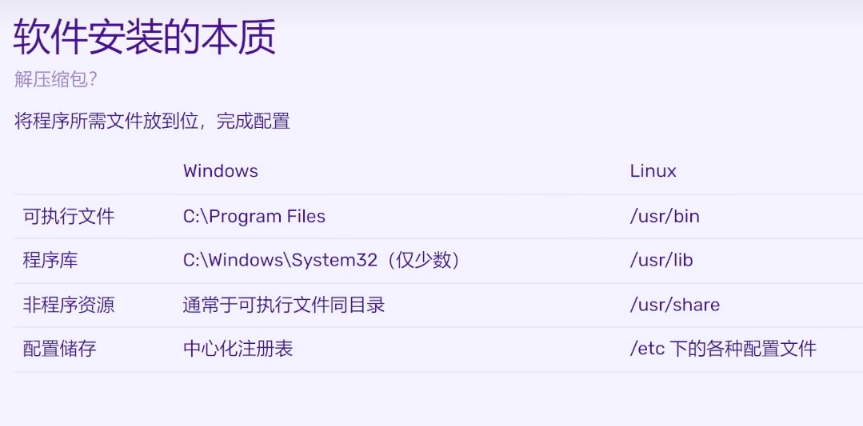 软件安装的本质
解压缩包？
将程序所需文件放到位，完成配置
Windows Linux
可执行文件 C:\Program Files /usr/bin
程序库 C:\Windows\System32（仅少数） /usr/lib
非程序资源 通常于可执行文件同目录 /usr/share
配置储存 中心化注册表 /etc 下的各种配置文件